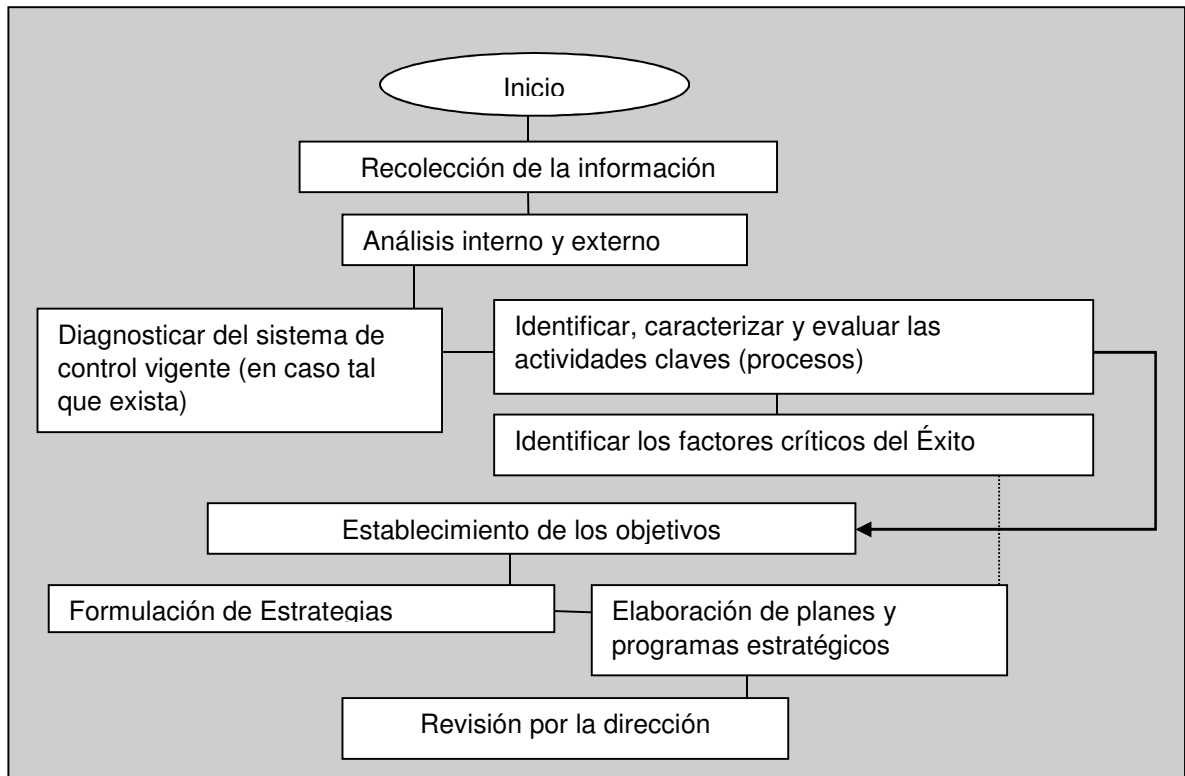 Inicio
Recolección de la información
Análisis interno y externo
Diagnosticar del sistema de
control vigente (en caso tal
que exista)
Identificar, caracterizar y evaluar las
actividades claves (procesos)
Identificar los factores críticos del Éxito
Establecimiento de los objetivos
Formulación de Estrategias
Elaboración de planes y
programas estratégicos
Revisión por la dirección